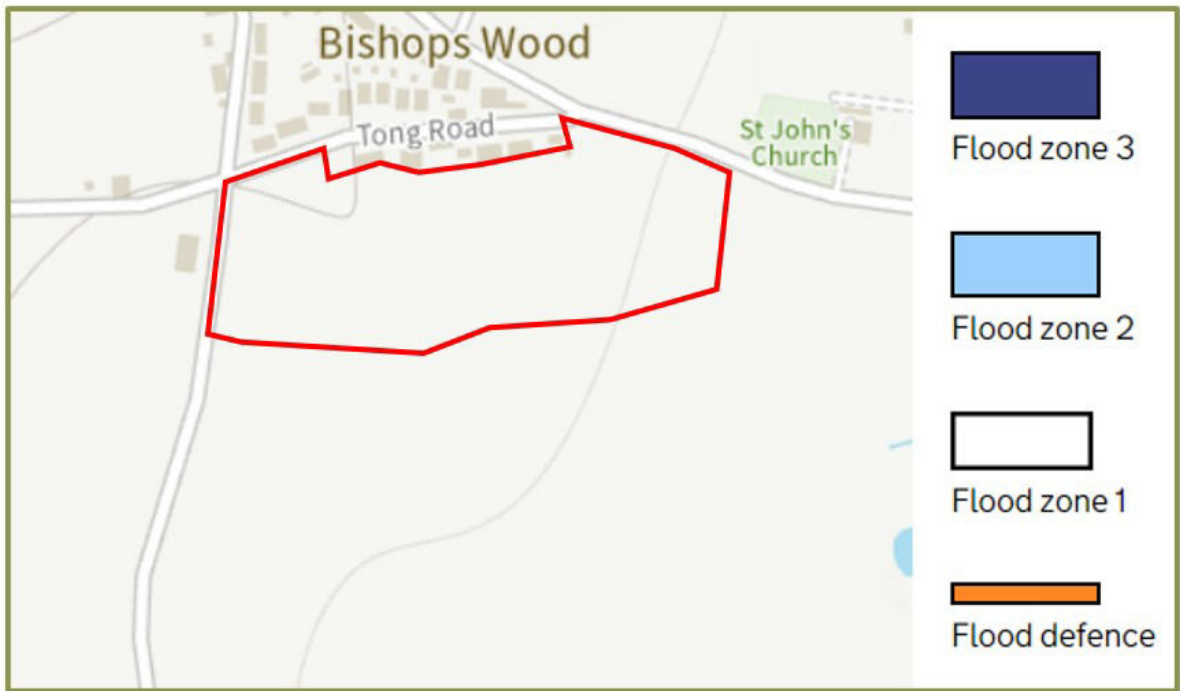 Bishops Wood
Tong Road
St John's
Church
Flood zone 3
Flood zone 2
Flood zone 1
Flood defence